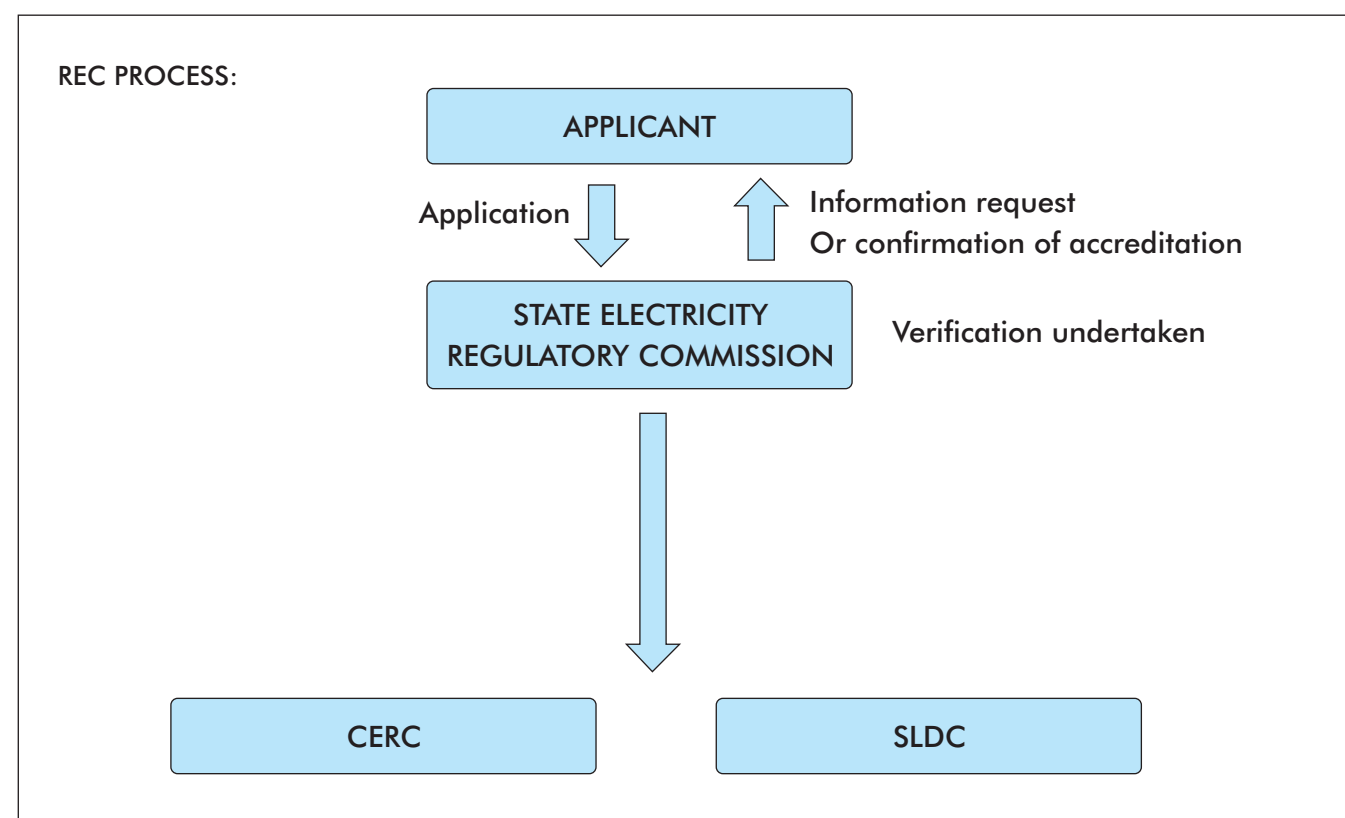 REC PROCESS:
APPLICANT
Application
Information request
Or confirmation of accreditation
STATE ELECTRICITY
REGULATORY COMMISSION
Verification undertaken
CERC
SLDC